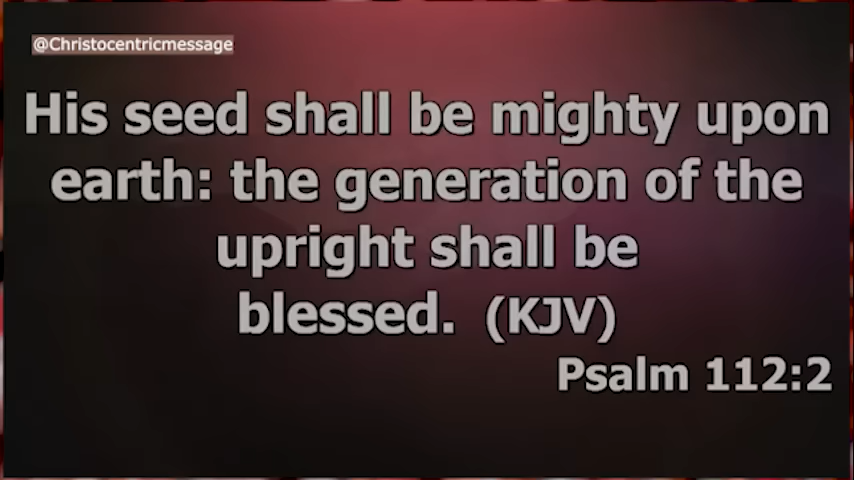 @Christocentricmessage
His seed shall be mighty upon
earth: the generation of the
upright shall be
blessed. (KJV)
Psalm 112:2